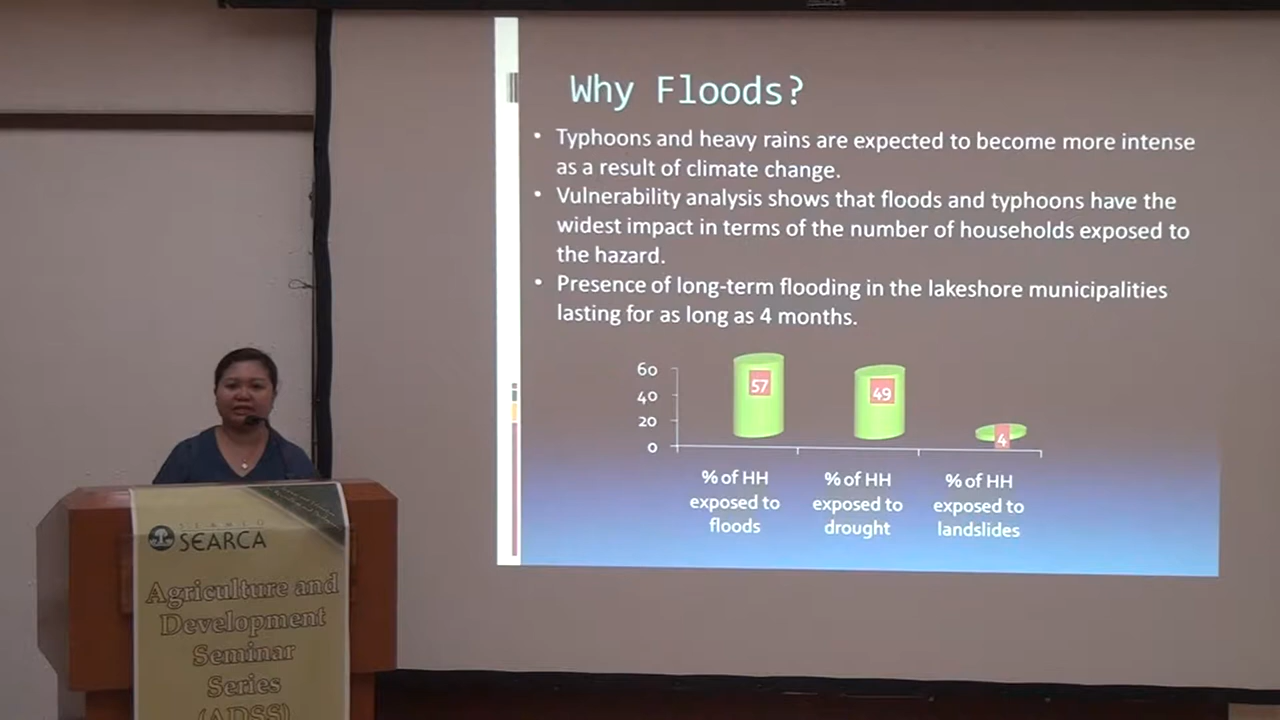 Why Floods?
• Typhoons and heavy rains are expected to become more intense
as a result of climate change.
• Vulnerability analysis shows that floods and typhoons have the
widest impact in terms of the number of households exposed to
the hazard.
• Presence of long-term flooding in the lakeshore municipalities
lasting for as long as 4 months.
60
40
20
0
57
49
4
% of HH
exposed to
floods
% of HH
exposed to
drought
% of HH
exposed to
landslides
SEAMEO
SEARCA
Agriculture and
Development
Seminar
Series
(ADSS)